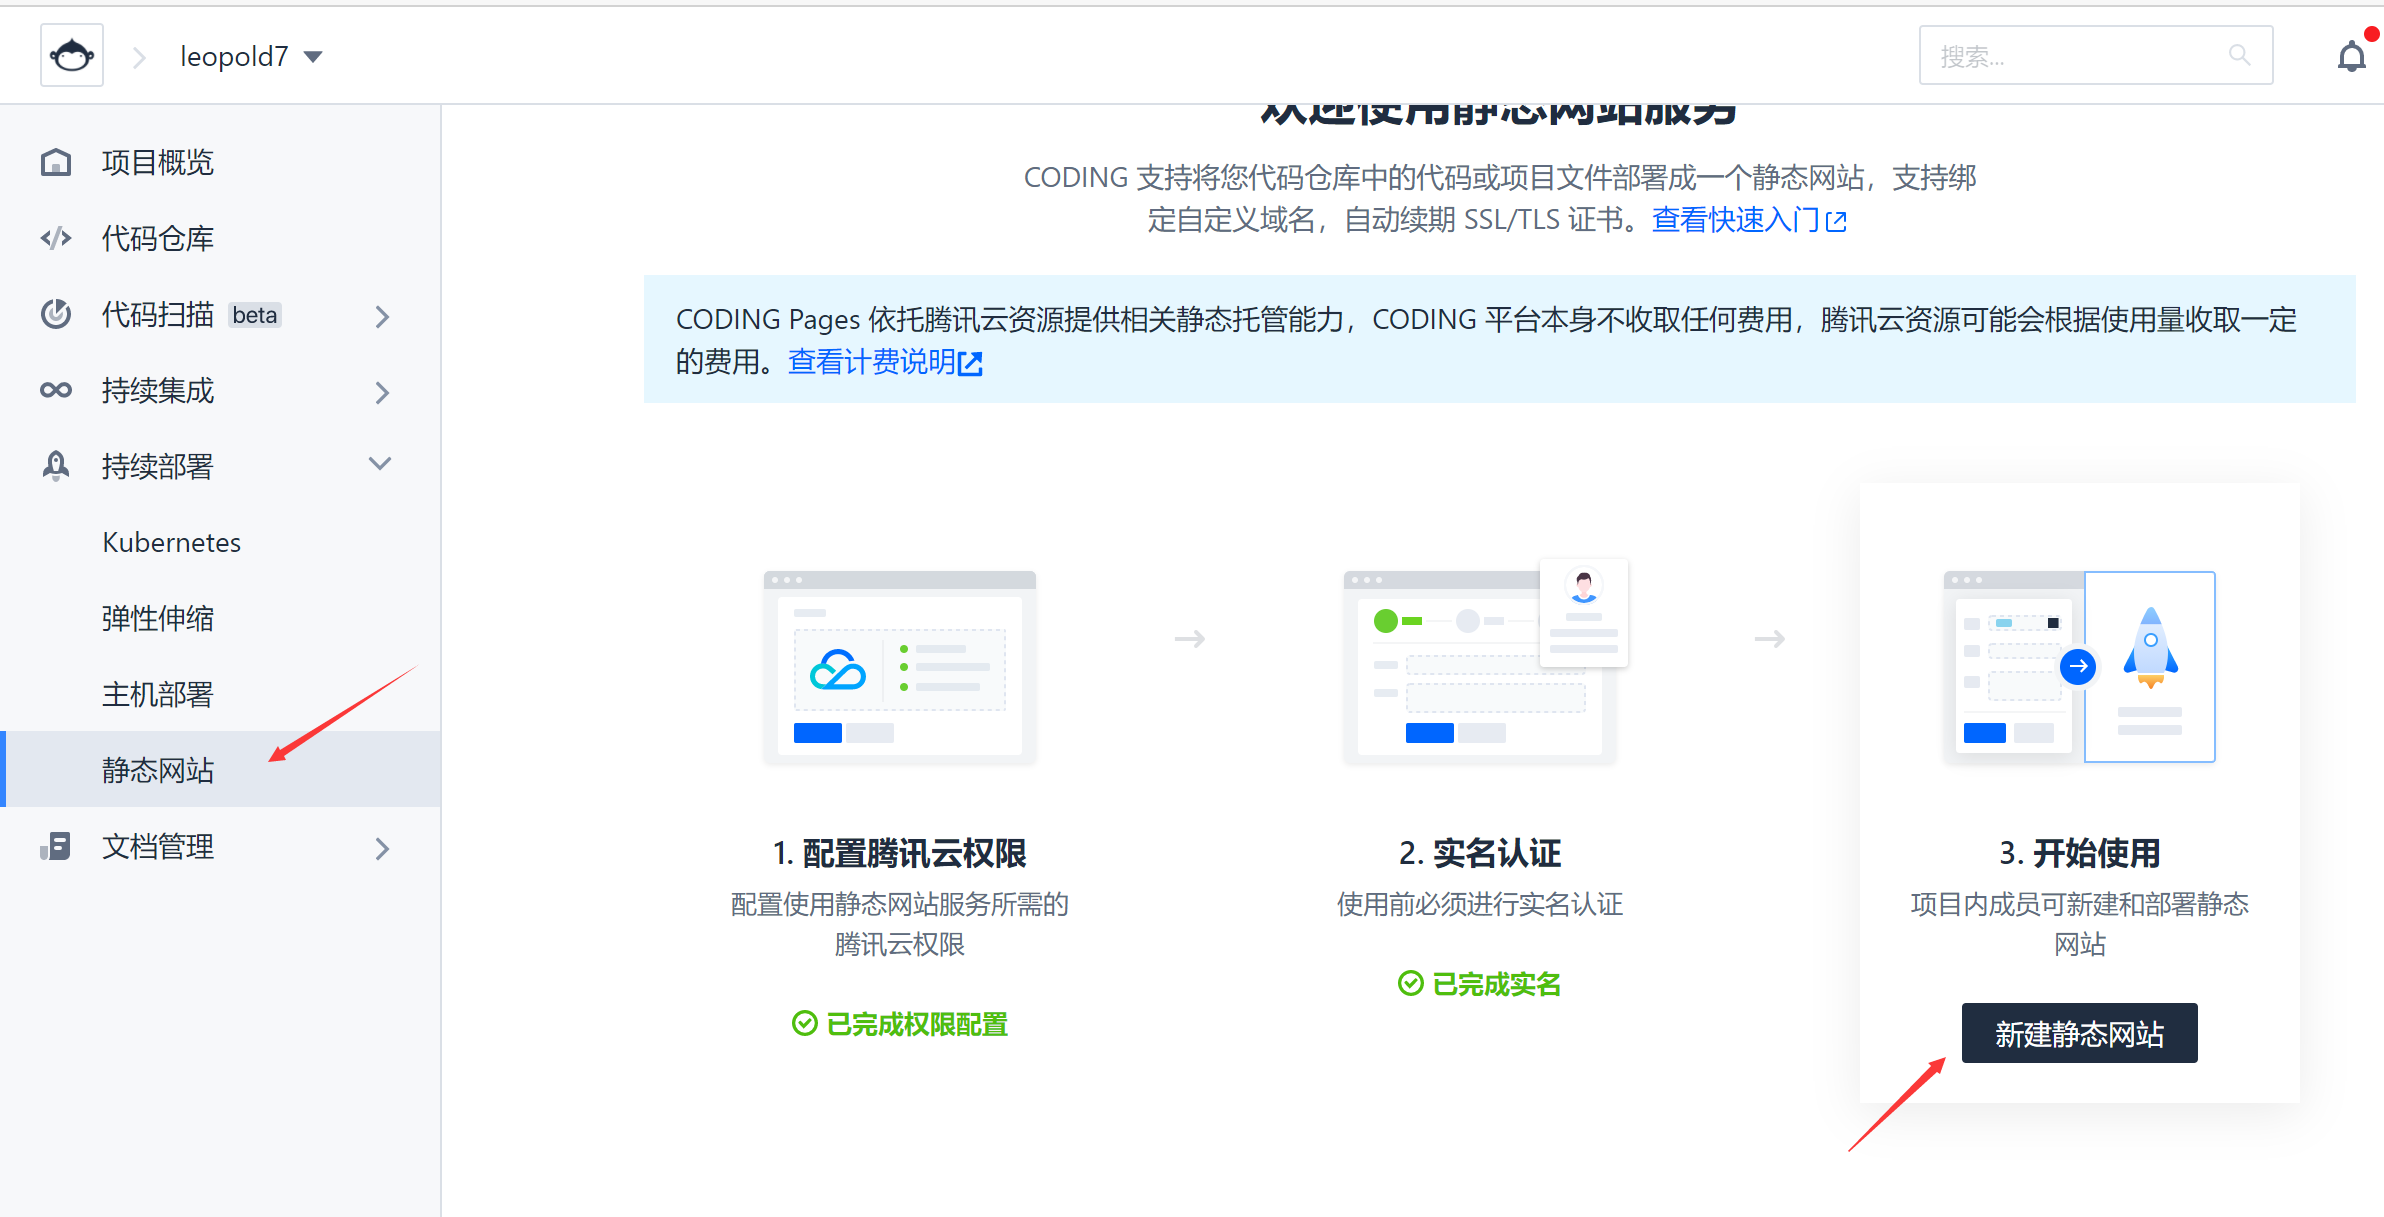 leopold7
搜索...
项目概览
代码仓库
代码扫描 beta
持续集成
持续部署
Kubernetes
弹性伸缩
主机部署
静态网站
文档管理
欢迎使用静态网站服务
CODING 支持将您代码仓库中的代码或项目文件部署成一个静态网站，支持绑
定自定义域名，自动续期 SSL/TLS 证书。查看快速入门
CODING Pages 依托腾讯云资源提供相关静态托管能力，CODING 平台本身不收取任何费用，腾讯云资源可能会根据使用量收取一定
的费用。查看计费说明
1. 配置腾讯云权限
配置使用静态网站服务所需的
腾讯云权限
已完成权限配置
2. 实名认证
使用前必须进行实名认证
已完成实名
3. 开始使用
项目内成员可新建和部署静态
网站
新建静态网站